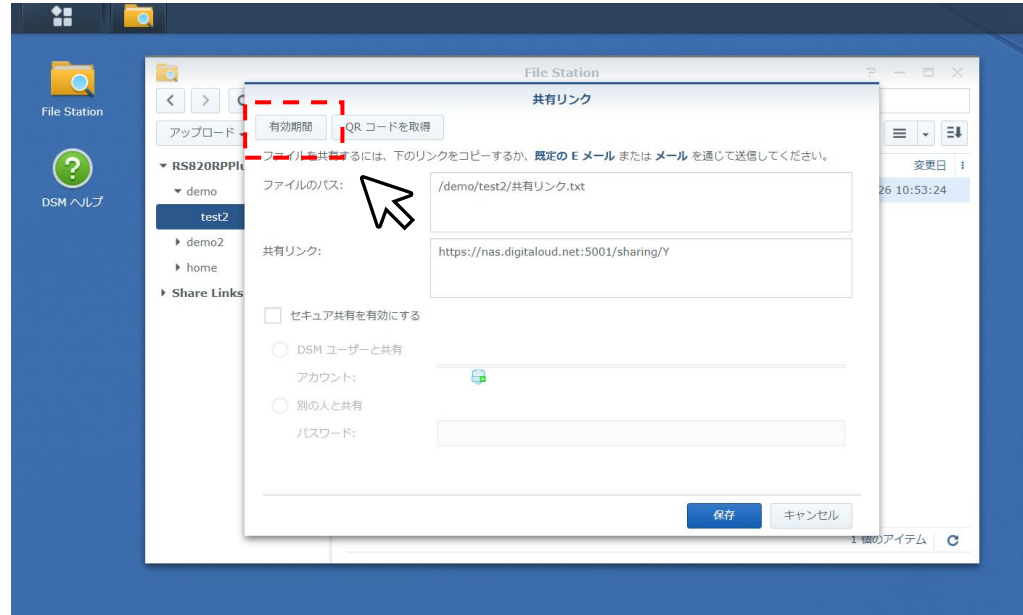 File Station
DSM ヘルプ
File Station
アップロード
RS820RPPlu
demo
test2
demo2
home
Share Links
変更日
26 10:53:24
共有リンク
有効期間
QR コードを取得
ファイルを共有するには、下のリンクをコピーするか、既定の E メール または メール を通じて送信してください。
ファイルのパス:
/demo/test2/共有リンク.txt
共有リンク:
https://nas.digitaloud.net:5001/sharing/Y
セキュア共有を有効にする
DSM ユーザーと共有
アカウント:
別の人と共有
パスワード:
保存
キャンセル
1 個のアイテム